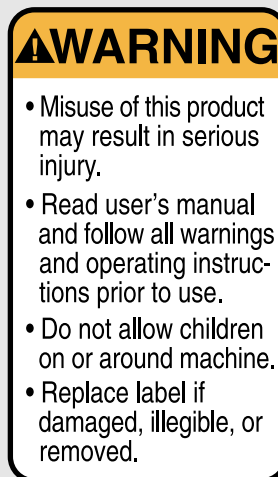 WARNING
• Misuse of this product
may result in serious
injury.
• Read user's manual
and follow all warnings
and operating instruc-
tions prior to use.
• Do not allow children
on or around machine.
• Replace label if
damaged, illegible, or
removed.